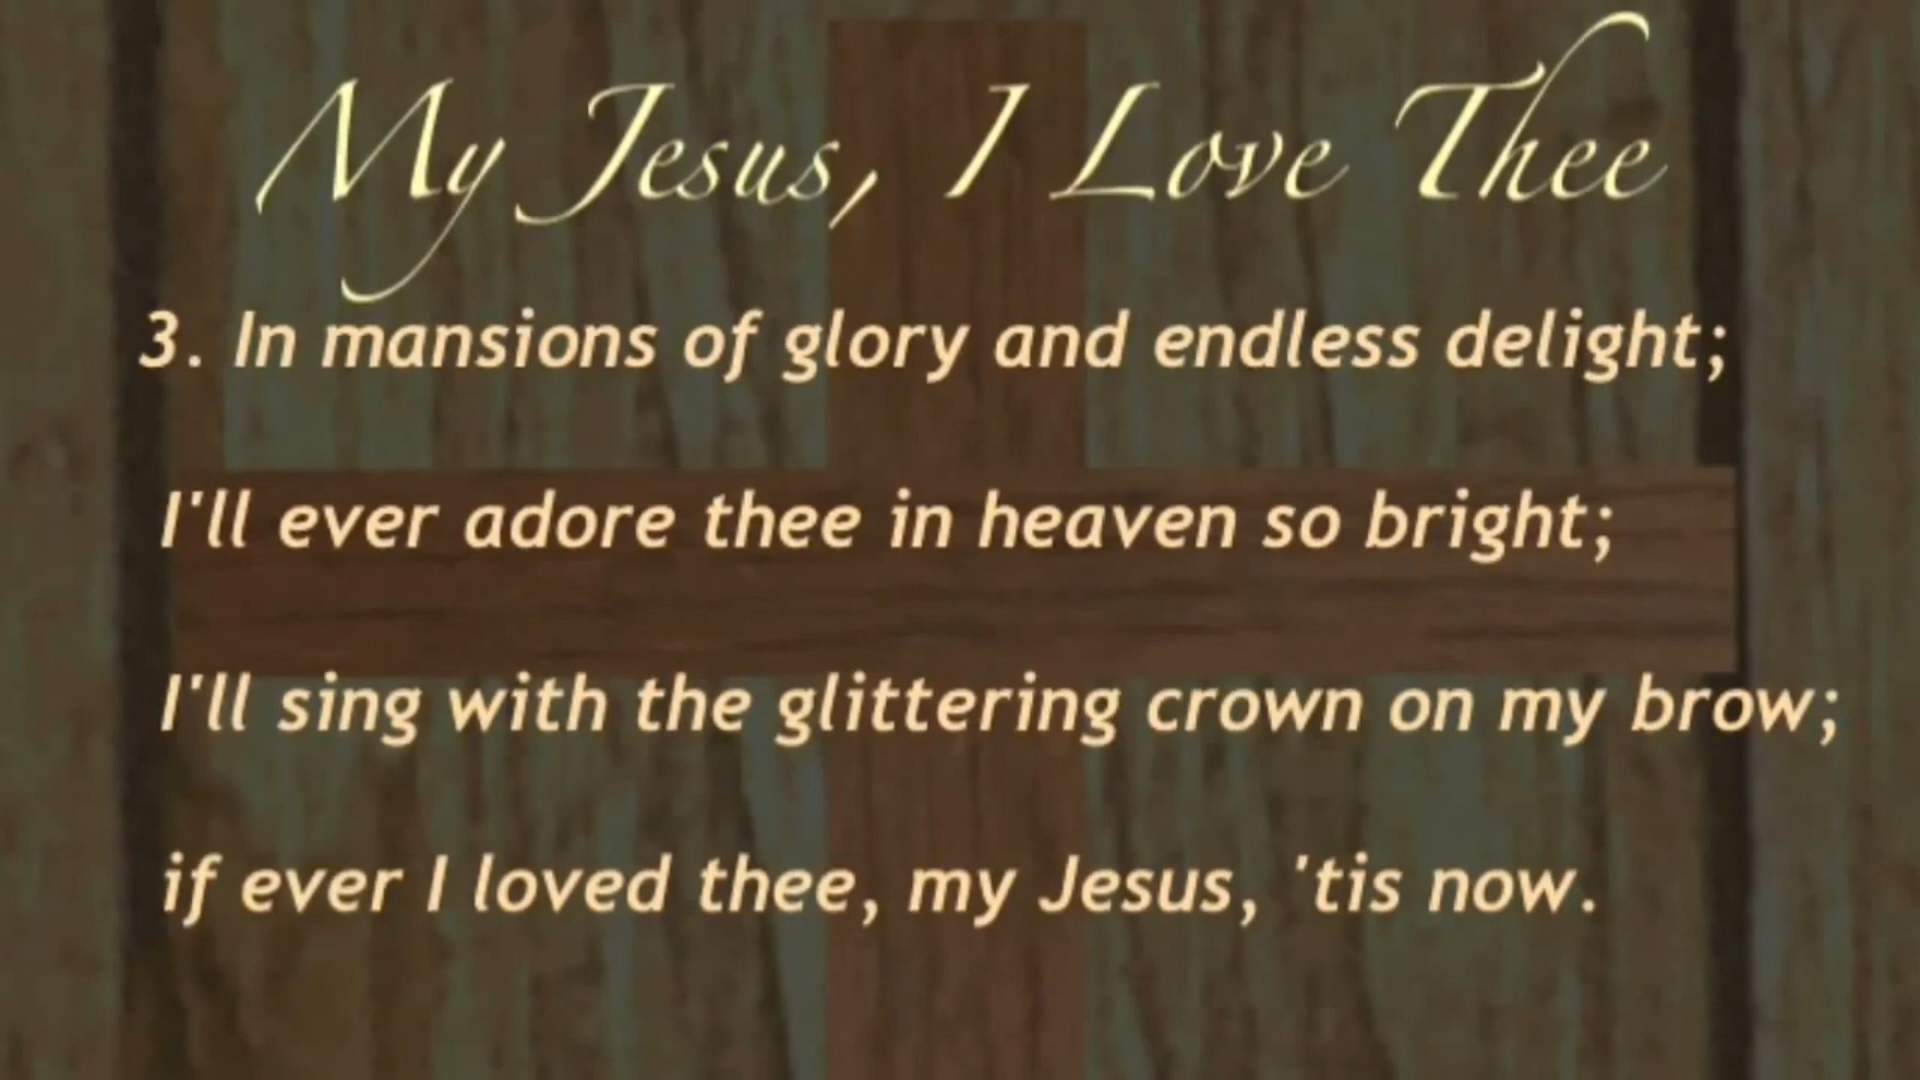 My Jesus, I Love Thee
3. In mansions of glory and endless delight;
I'll ever adore thee in heaven so bright;
I'll sing with the glittering crown on my brow;
if ever I loved thee, my Jesus, 'tis now.